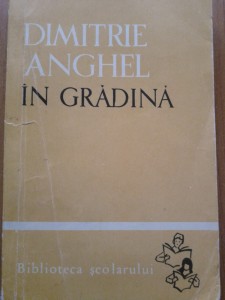 DIMITRIE
ANGHEL
ÎN GRĂDINĂ
Biblioteca școlarului